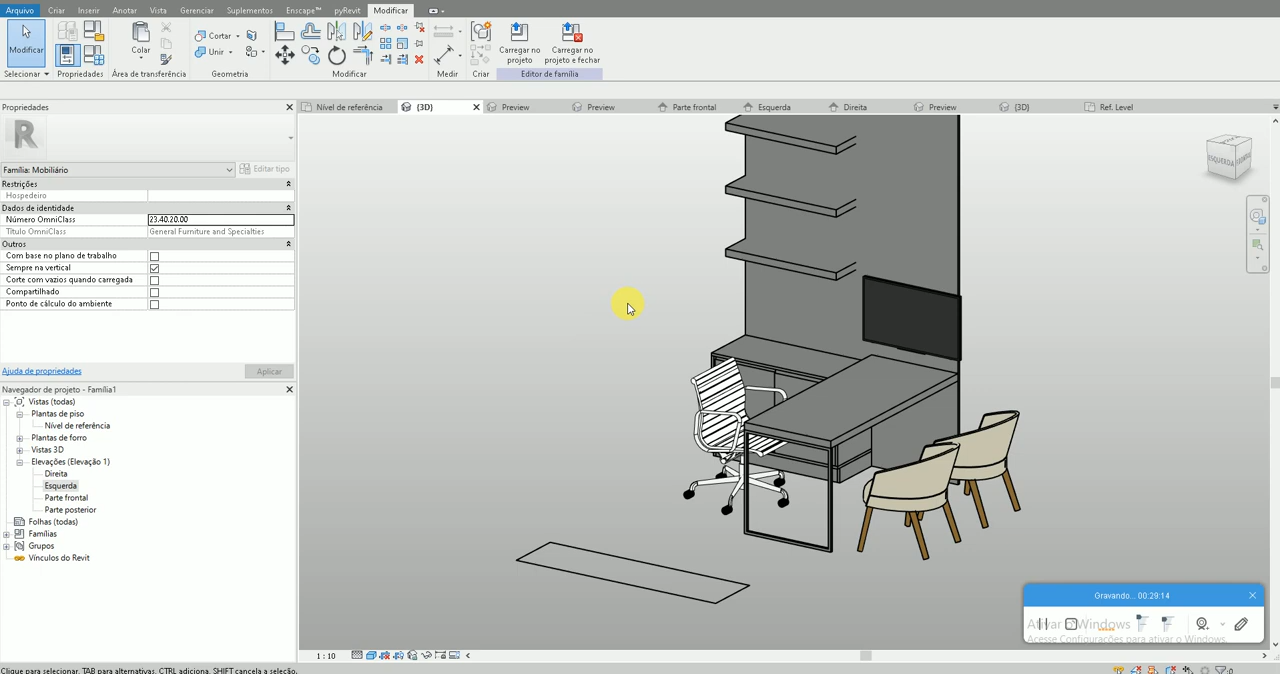 Arquivo Criar Inserir Anotar Vista Gerenciar Suplementos Enscape™ pyRevit Modificar
Modificar
Colar
Cortar
Unir
Carregar no projeto
Carregar no projeto e fechar
Selecionar Propriedades Área de transferência Geometria Modificar Medir Criar Editor de família
Propriedades
Nível de referência {3D} Preview Preview Parte frontal Esquerda Direita Preview {3D} Ref. Level
R
Família: Mobiliário Editar tipo
Restrições
Hospedeiro
Dados de identidade
Número OmniClass 23.40.20.00
Título OmniClass General Furniture and Specialties
Outros
Com base no plano de trabalho
Sempre na vertical
Corte com vazios quando carregada
Compartilhado
Ponto de cálculo do ambiente
Ajuda de propriedades Aplicar
Navegador de projeto - Família1
Vistas (todas)
Plantas de piso
Nível de referência
Plantas de forro
Vistas 3D
Elevações (Elevação 1)
Direita
Esquerda
Parte frontal
Parte posterior
Folhas (todas)
Famílias
Grupos
Vínculos do Revit
ESQUERDA
Gravando... 00:29:14
Ativar o Windows
Acesse Configurações para ativar o Windows.
1 : 10
Clique para selecionar, TAB para alternativas, CTRL adiciona, SHIFT cancela a seleção.
:0